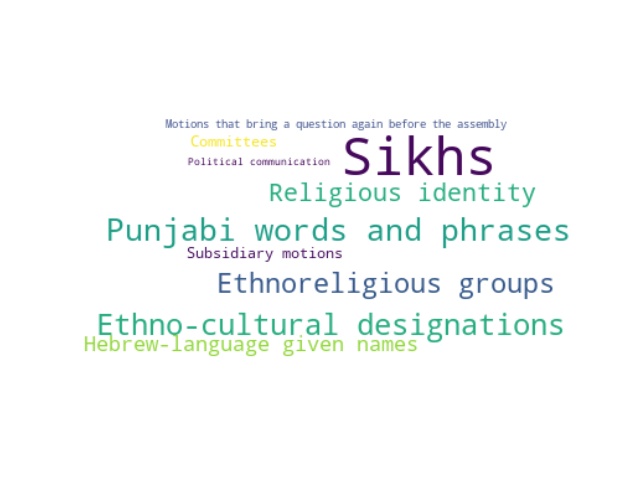 Motions that bring a question again before the assembly
Committees
Sikhs
Political communication
Religious identity
Punjabi words and phrases
Subsidiary motions
Ethnoreligious groups
Ethno-cultural designations
Hebrew-language given names